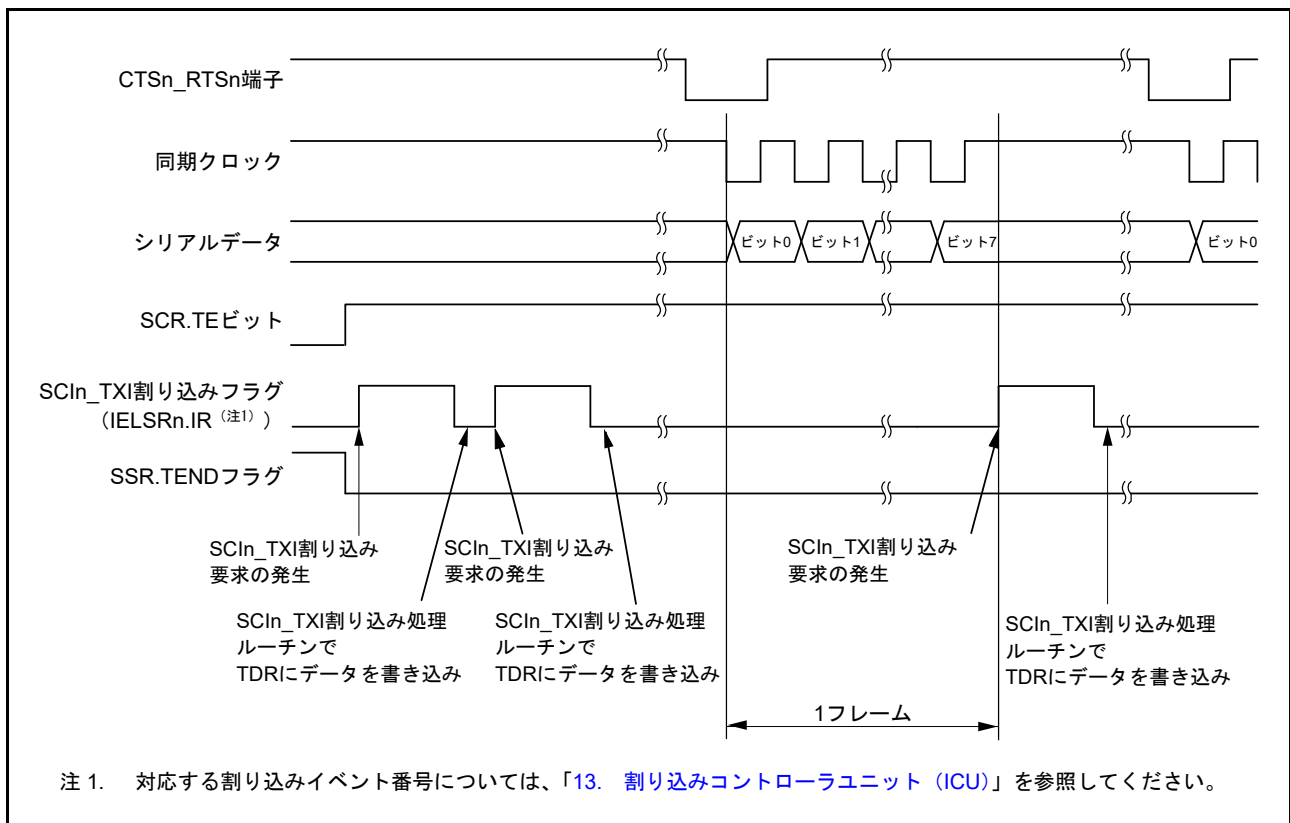 CTSn_RTSn端子
同期クロック
シリアルデータ
ビット0
ビット1
ビット7
ビット0
SCR.TEビット
SCIn_TXI割り込みフラグ
（IELSRn.IR（注1））
SSR.TENDフラグ
SCIn_TXI割り込み
要求の発生
SCIn_TXI割り込み
要求の発生
SCIn_TXI割り込み
要求の発生
SCIn_TXI割り込み処理
ルーチンで
TDRにデータを書き込み
SCIn_TXI割り込み処理
ルーチンで
TDRにデータを書き込み
SCIn_TXI割り込み処理
ルーチンで
TDRにデータを書き込み
1フレーム
注 1. 対応する割り込みイベント番号については、「13. 割り込みコントローラユニット（ICU）」を参照してください。